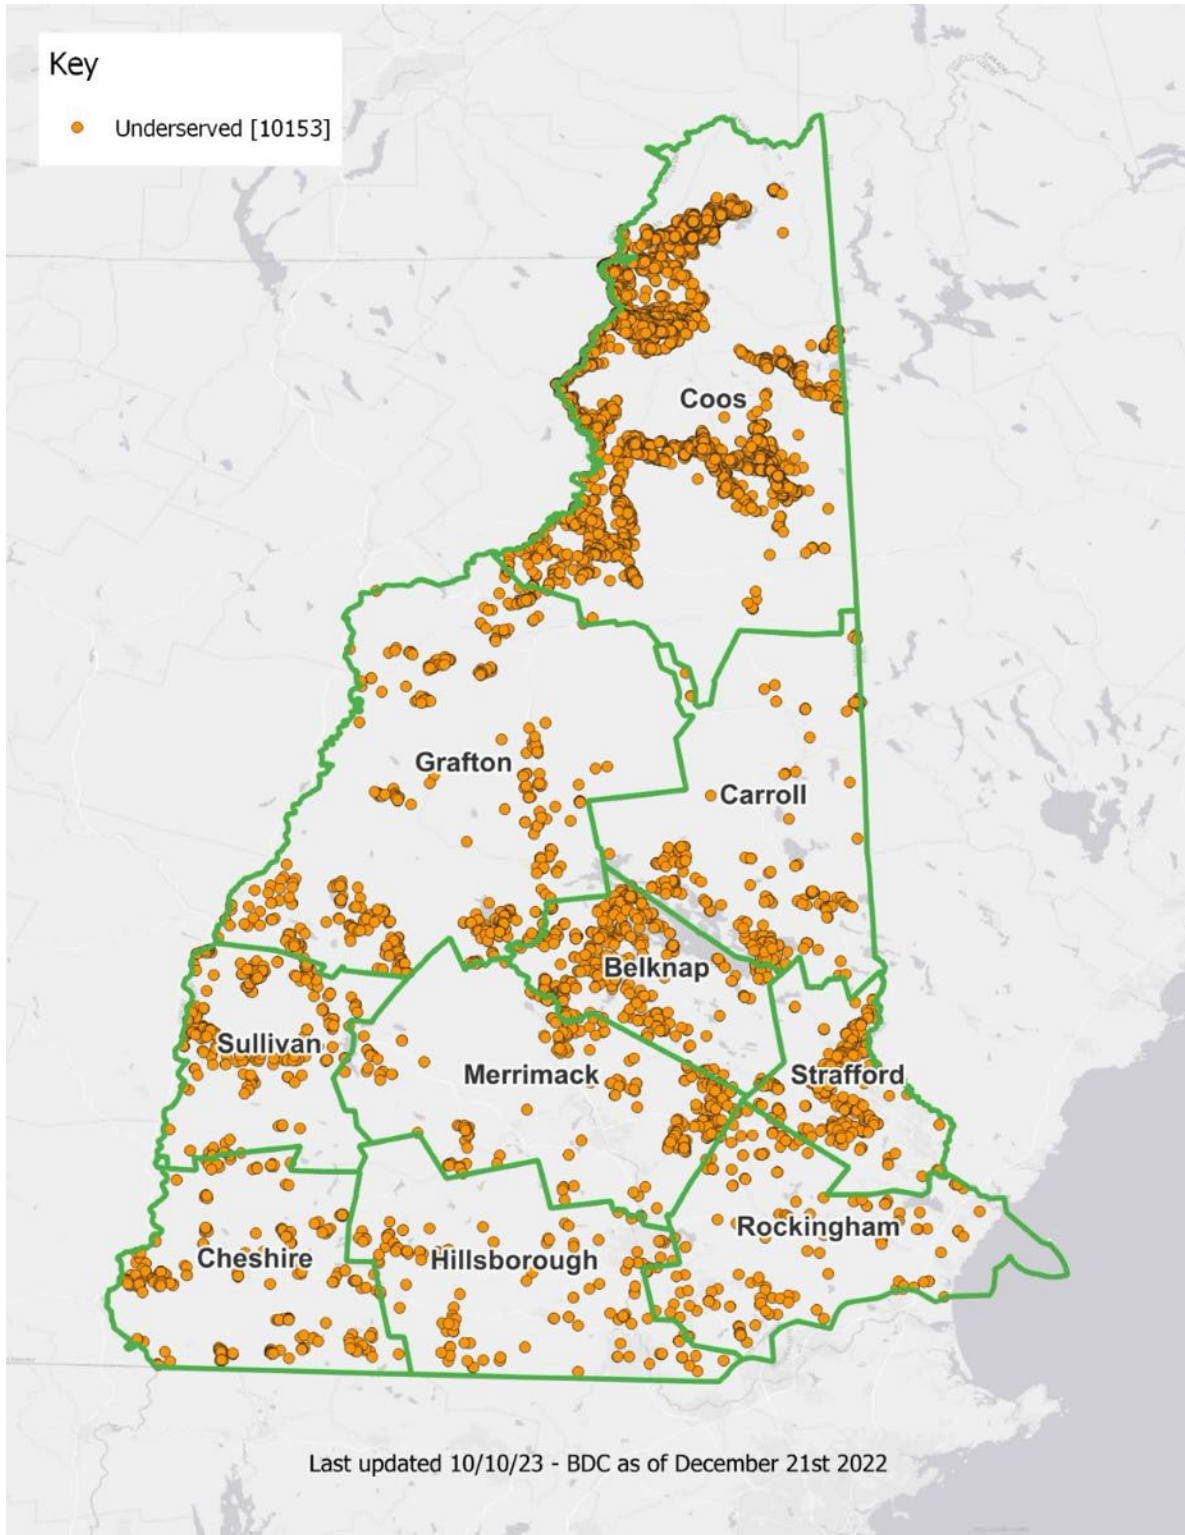 Key
Underserved [10153]
Coos
Grafton
Carroll
Belknap
Sullivan
Merrimack
Strafford
Rockingham
Cheshire
Hillsborough
Last updated 10/10/23 - BDC as of December 21st 2022